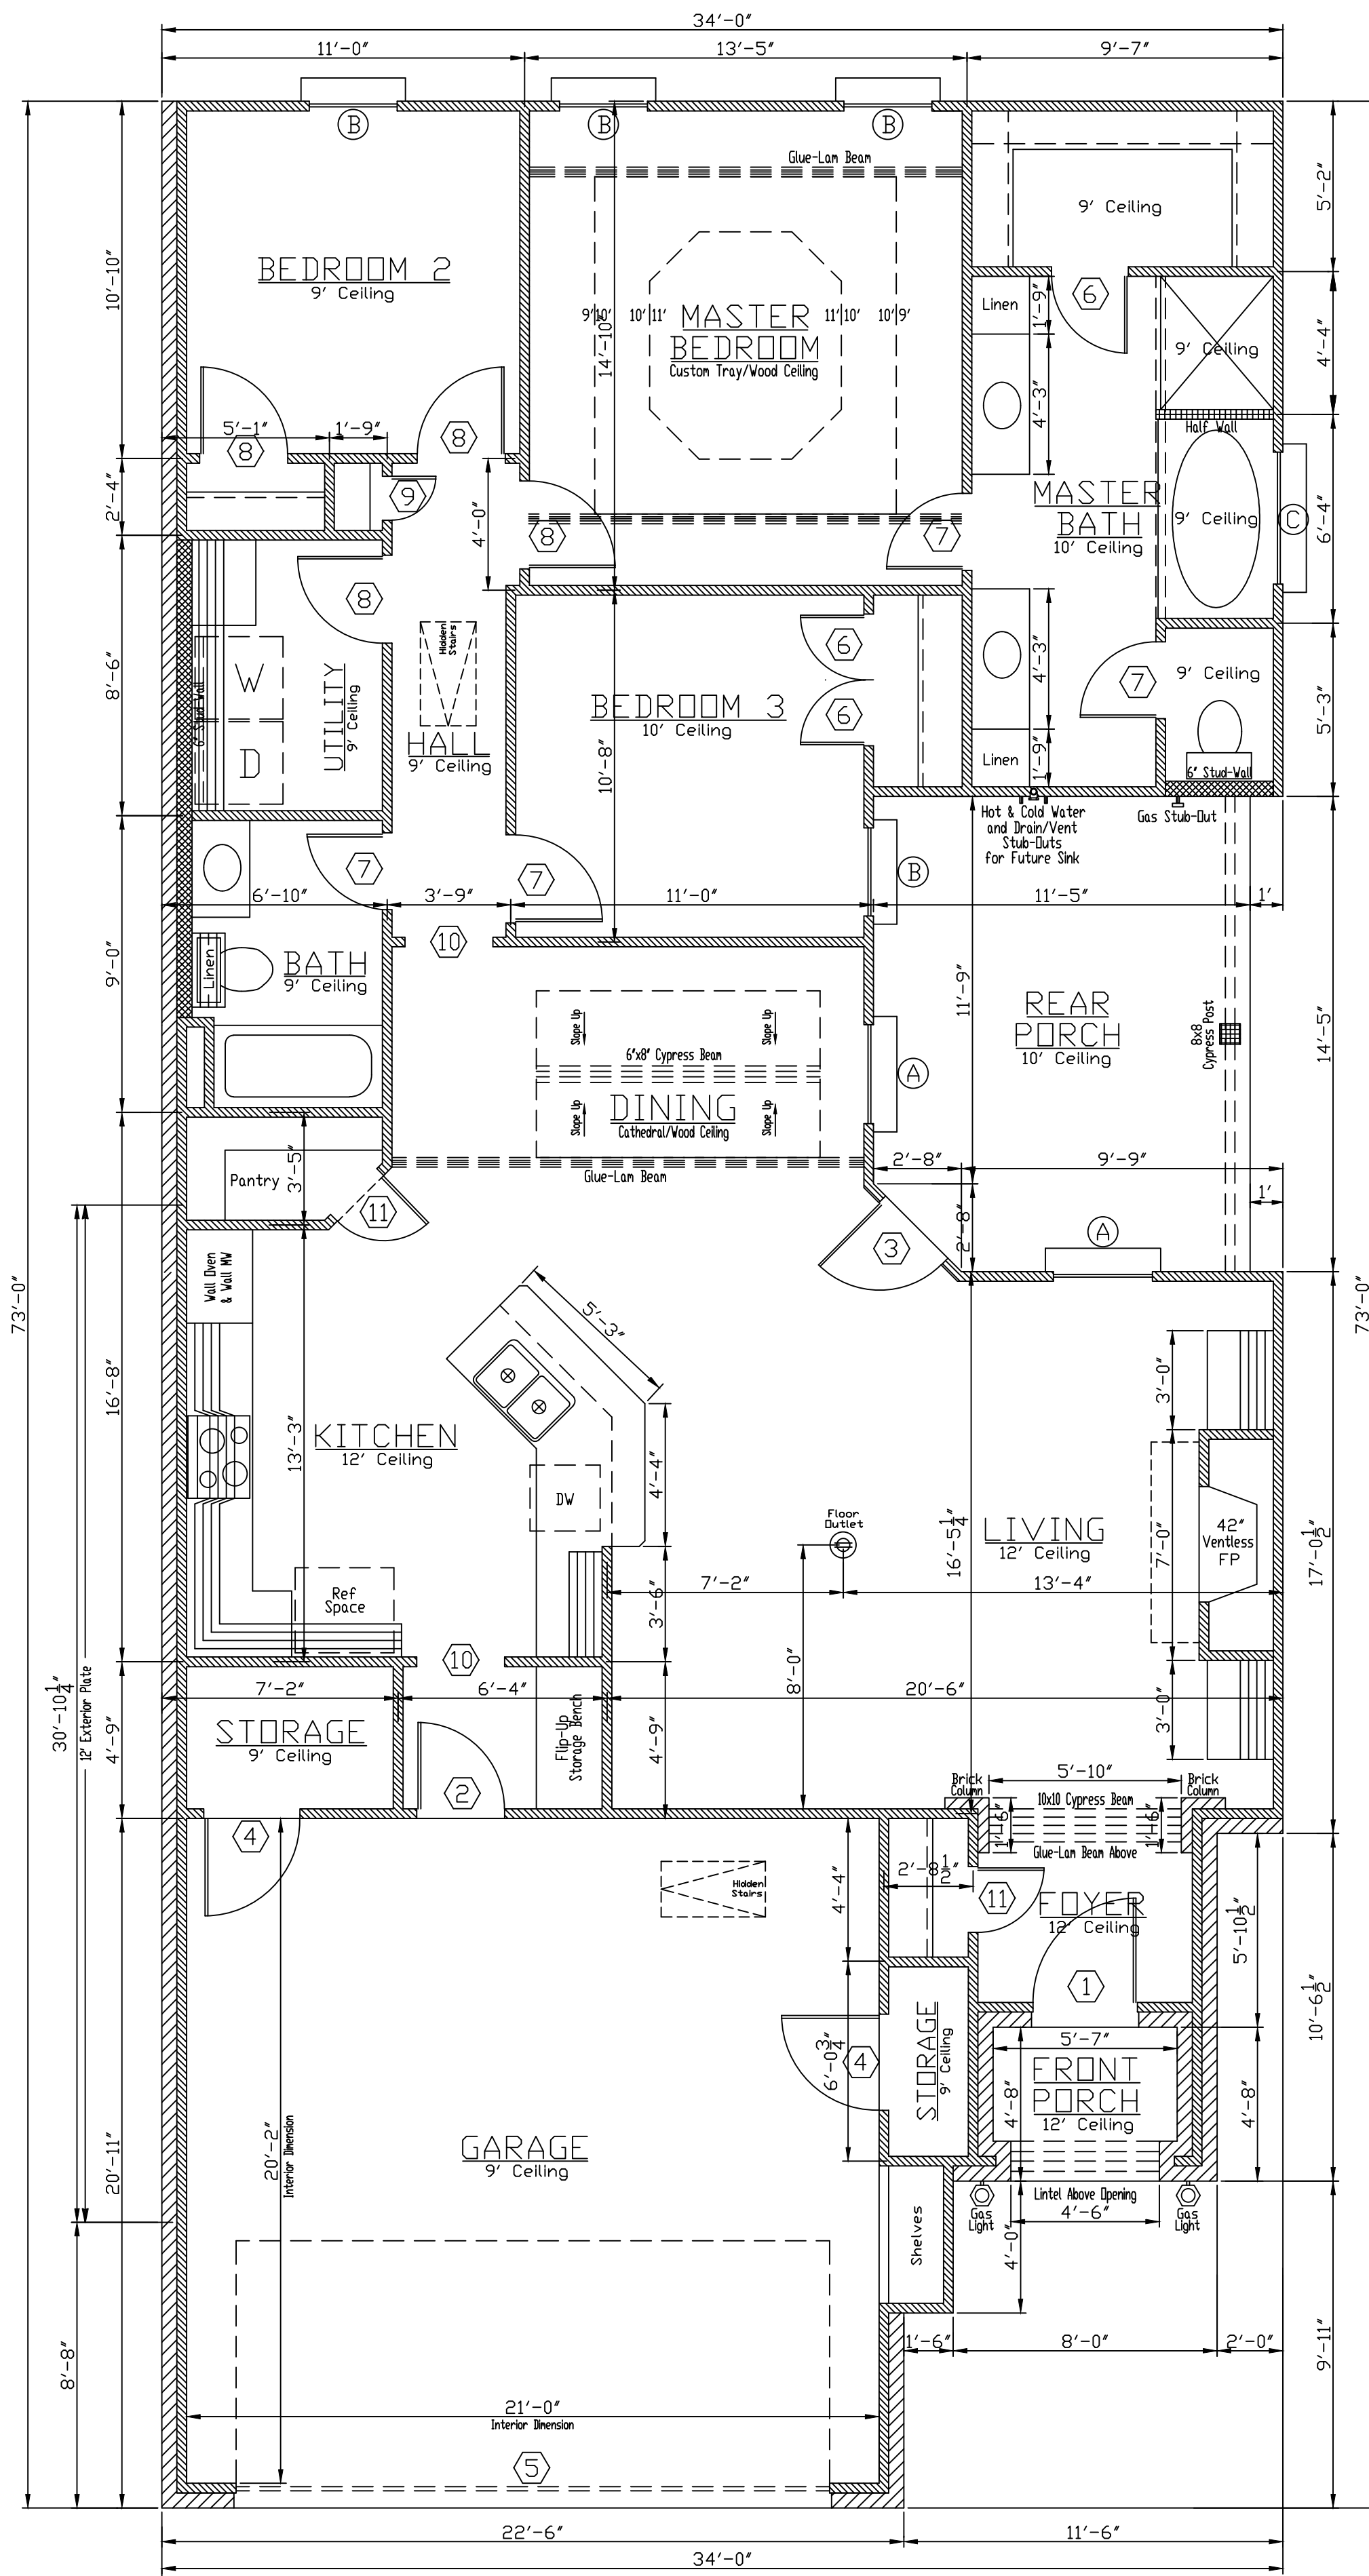 34'-0"
11'-0"
13'-5"
9'-7"
B
B
B
Glue-Lam Beam
5'-2"
9' Ceiling
BEDROOM 2
9' Ceiling
10'-10"
9'
10'
10'
11'
MASTER
BEDROOM
Custom Tray/Wood Ceiling
11'
10'
10'
9'
14'-10"
Linen
1'-9"
6
9' Ceiling
4'-4"
4'-3"
Half Wall
5'-1"
1'-9"
8
8
9
2'-4"
4'-0"
8
7
MASTER
BATH
10' Ceiling
9' Ceiling
C
6'-4"
8
Hidden
Stairs
6
8'-6"
W
D
6" Stud-Wall
UTILITY
9' Ceiling
HALL
9' Ceiling
BEDROOM 3
10' Ceiling
6
4'-3"
7
9' Ceiling
5'-3"
10'-8"
Linen
1'-9"
6" Stud-Wall
Hot & Cold Water
and Drain/Vent
Stub-Outs
for Future Sink
Gas Stub-Out
7
7
B
6'-10"
3'-9"
11'-0"
11'-5"
1'
10
9'-0"
Linen
BATH
9' Ceiling
11'-9"
REAR
PORCH
10' Ceiling
8x8
Cypress Post
14'-5"
Slope Up
Slope Up
6"x8" Cypress Beam
A
DINING
Cathedral/Wood Ceiling
Slope Up
Slope Up
Glue-Lam Beam
2'-8"
9'-9"
Pantry
3'-5"
11
1'
2'-8"
3
A
Wall Oven
& Wall MW
73'-0"
73'-0"
5'-3"
16'-8"
13'-3"
KITCHEN
12' Ceiling
3'-0"
4'-4"
DW
Floor
Outlet
16'-5 1/4"
LIVING
12' Ceiling
7'-0"
42"
Ventless
FP
17'-0 1/2"
Ref
Space
3'-6"
7'-2"
13'-4"
10
8'-0"
30'-10 1/4"
12' Exterior Plate
7'-2"
6'-4"
20'-6"
4'-9"
STORAGE
9' Ceiling
Flip-Up
Storage Bench
4'-9"
3'-0"
2
Brick
Column
5'-10"
Brick
Column
10x10 Cypress Beam
1'-6"
1'-6"
Glue-Lam Beam Above
4
Hidden
Stairs
4'-4"
2'-8 1/2"
11
FOYER
12' Ceiling
5'-10 1/2"
1
10'-6 1/2"
6'-0 3/4"
4
STORAGE
9' Ceiling
5'-7"
FRONT
PORCH
12' Ceiling
4'-8"
4'-8"
20'-11"
20'-2"
Interior Dimension
GARAGE
9' Ceiling
Lintel Above Opening
Gas
Light
4'-6"
Gas
Light
Shelves
4'-0"
8'-8"
1'-6"
8'-0"
2'-0"
9'-11"
21'-0"
Interior Dimension
5
22'-6"
11'-6"
34'-0"